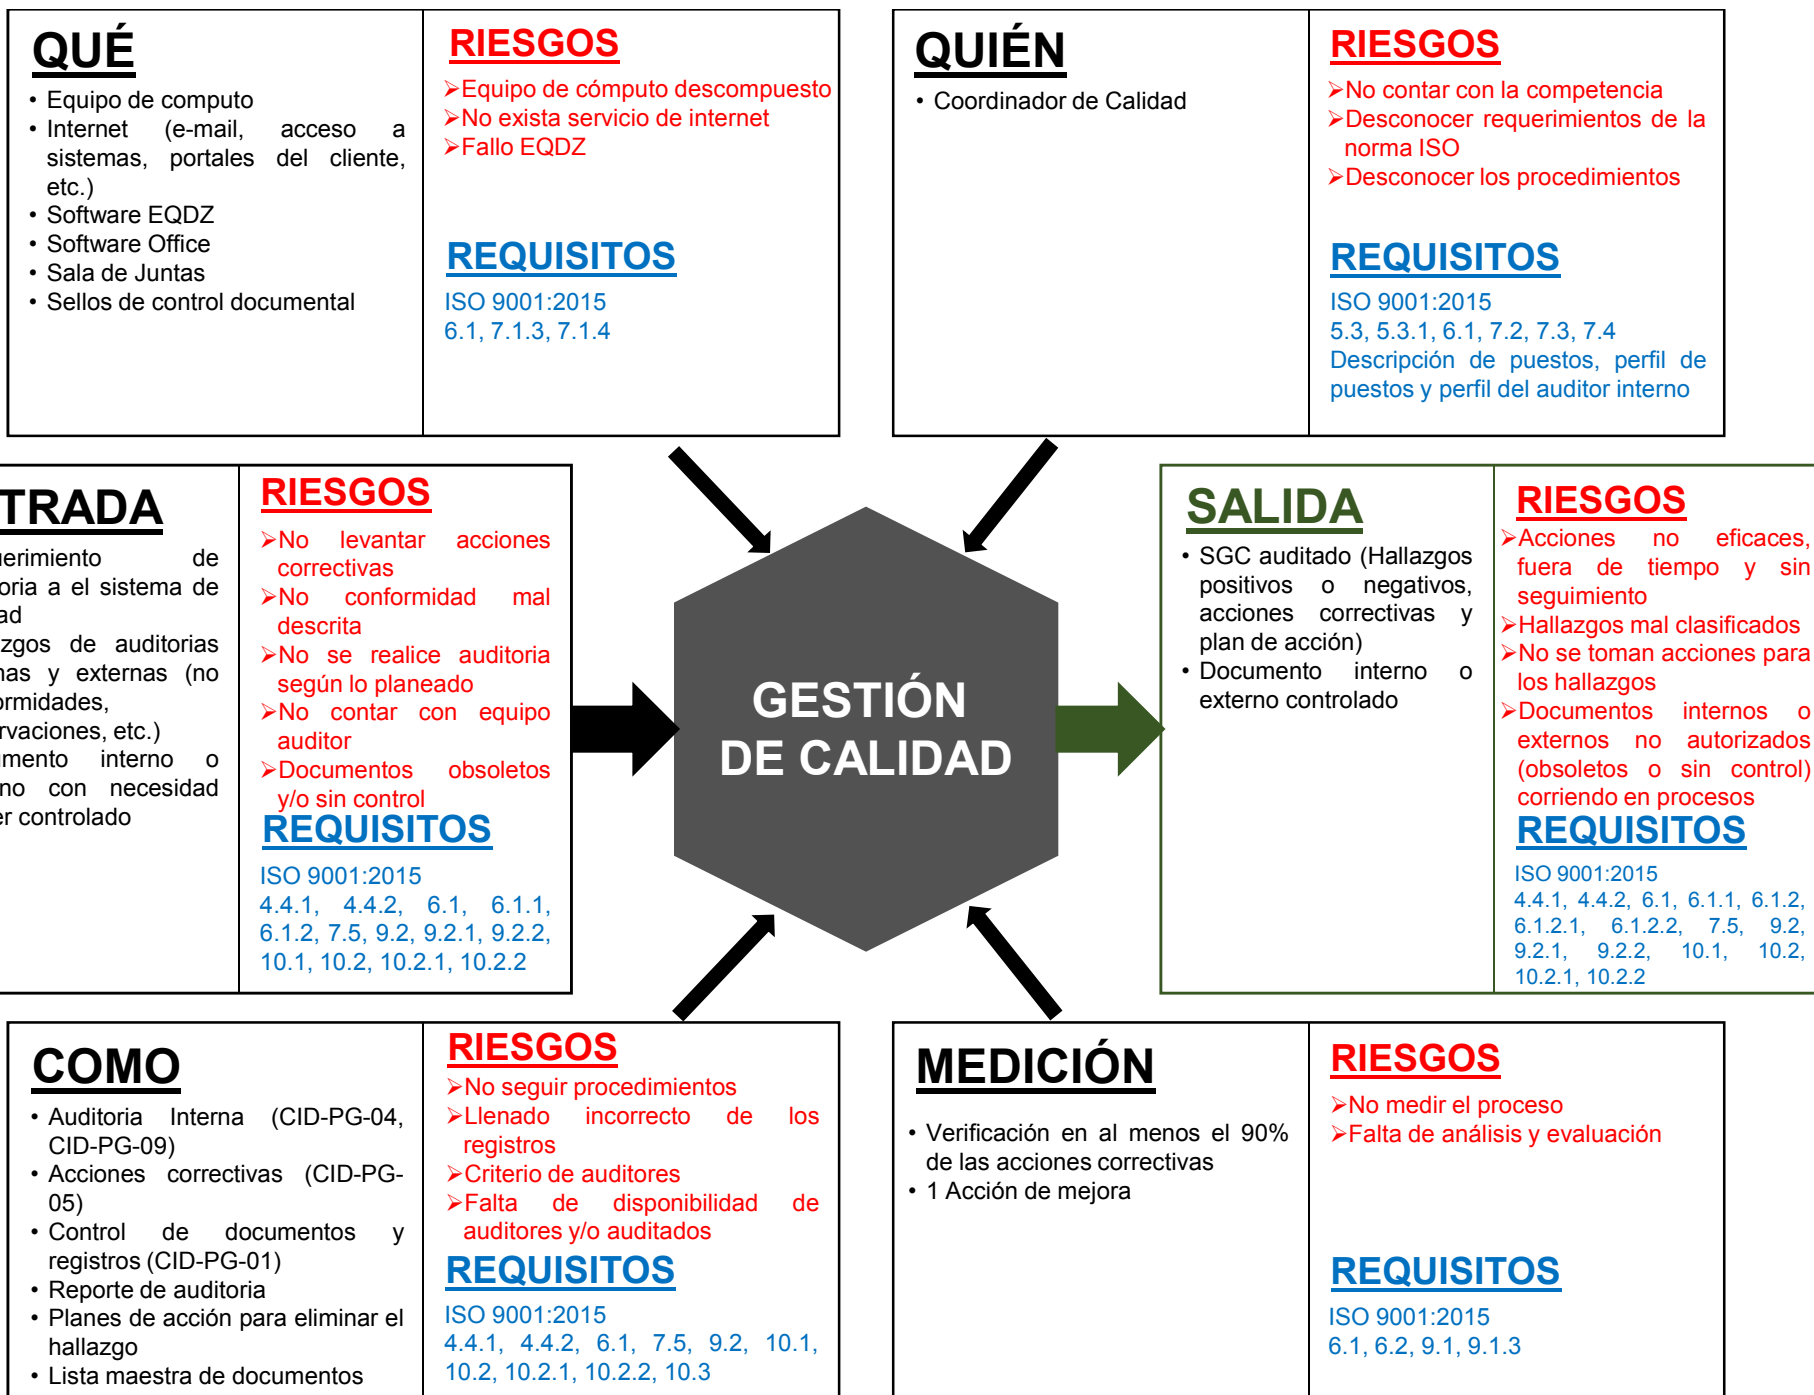 QUÉ
• Equipo de computo
• Internet (e-mail, acceso a
sistemas, portales del cliente,
etc.)
• Software EQDZ
• Software Office
• Sala de Juntas
• Sellos de control documental
RIESGOS
➢Equipo de cómputo descompuesto
➢No exista servicio de internet
➢Fallo EQDZ
REQUISITOS
ISO 9001:2015
6.1, 7.1.3, 7.1.4
QUIÉN
• Coordinador de Calidad
RIESGOS
➢No contar con la competencia
➢Desconocer requerimientos de la
norma ISO
➢Desconocer los procedimientos
REQUISITOS
ISO 9001:2015
5.3, 5.3.1, 6.1, 7.2, 7.3, 7.4
Descripción de puestos, perfil de
puestos y perfil del auditor interno
TRADA
uerimiento de
oria a el sistema de
ad
zgos de auditorias
nas y externas (no
ormidades,
rvaciones, etc.)
umento interno o
no con necesidad
er controlado
RIESGOS
➢No levantar acciones
correctivas
➢No conformidad mal
descrita
➢No se realice auditoria
según lo planeado
➢No contar con equipo
auditor
➢Documentos obsoletos
y/o sin control
REQUISITOS
ISO 9001:2015
4.4.1, 4.4.2, 6.1, 6.1.1,
6.1.2, 7.5, 9.2, 9.2.1, 9.2.2,
10.1, 10.2, 10.2.1, 10.2.2
GESTIÓN
DE CALIDAD
SALIDA
• SGC auditado (Hallazgos
positivos o negativos,
acciones correctivas y
plan de acción)
• Documento interno o
externo controlado
RIESGOS
➢Acciones no eficaces,
fuera de tiempo y sin
seguimiento
➢Hallazgos mal clasificados
➢No se toman acciones para
los hallazgos
➢Documentos internos o
externos no autorizados
(obsoletos o sin control)
corriendo en procesos
REQUISITOS
ISO 9001:2015
4.4.1, 4.4.2, 6.1, 6.1.1, 6.1.2,
6.1.2.1, 6.1.2.2, 7.5, 9.2,
9.2.1, 9.2.2, 10.1, 10.2,
10.2.1, 10.2.2
COMO
• Auditoria Interna (CID-PG-04,
CID-PG-09)
• Acciones correctivas (CID-PG-
05)
• Control de documentos y
registros (CID-PG-01)
• Reporte de auditoria
• Planes de acción para eliminar el
hallazgo
• Lista maestra de documentos
RIESGOS
➢No seguir procedimientos
➢Llenado incorrecto de los
registros
➢Criterio de auditores
➢Falta de disponibilidad de
auditores y/o auditados
REQUISITOS
ISO 9001:2015
4.4.1, 4.4.2, 6.1, 7.5, 9.2, 10.1,
10.2, 10.2.1, 10.2.2, 10.3
MEDICIÓN
• Verificación en al menos el 90%
de las acciones correctivas
• 1 Acción de mejora
RIESGOS
➢No medir el proceso
➢Falta de análisis y evaluación
REQUISITOS
ISO 9001:2015
6.1, 6.2, 9.1, 9.1.3